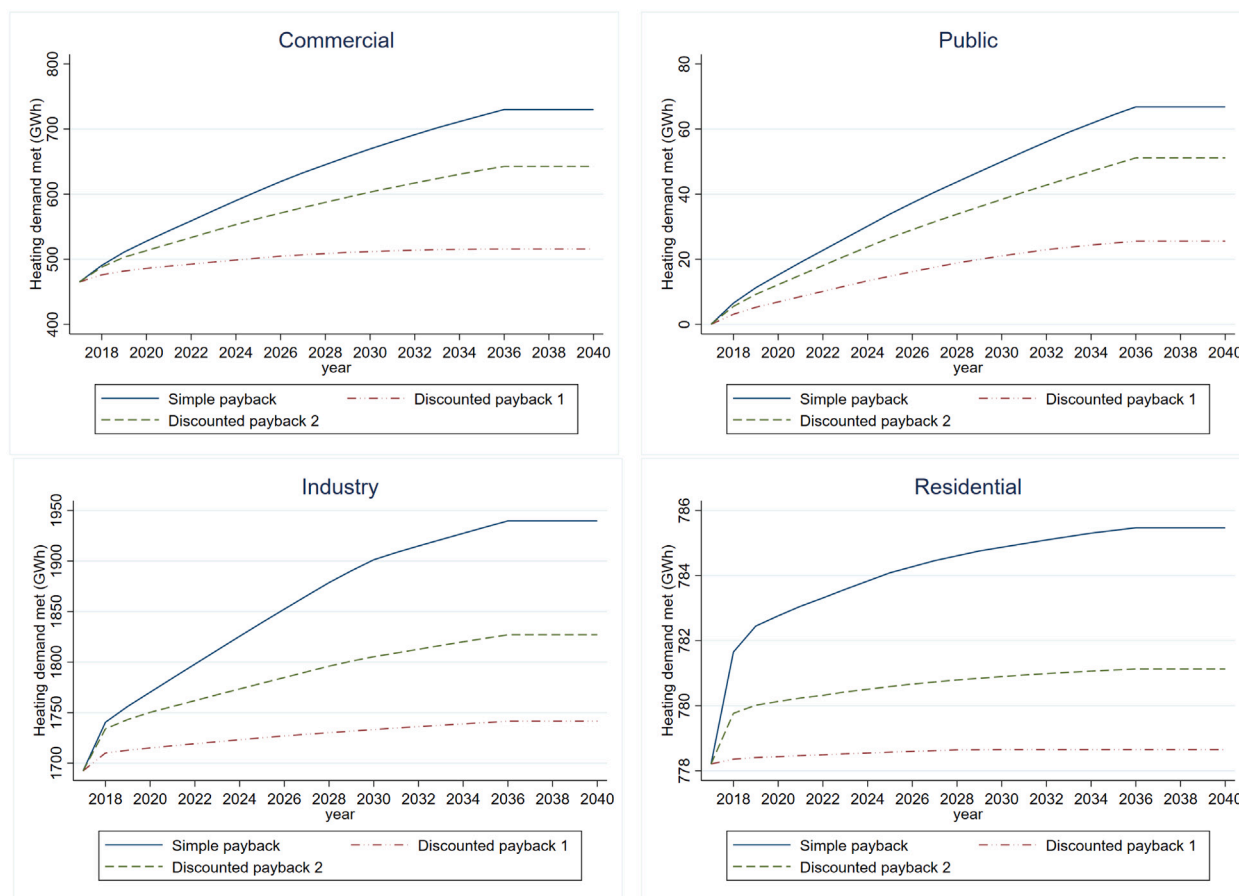 Commercial
Heating demand met (GWh)
800
700
600
500
400
2018 2020 2022 2024 2026 2028 2030 2032 2034 2036 2038 2040
year
Simple payback
Discounted payback 1
Discounted payback 2
Public
Heating demand met (GWh)
80
60
40
20
0
2018 2020 2022 2024 2026 2028 2030 2032 2034 2036 2038 2040
year
Simple payback
Discounted payback 1
Discounted payback 2
Industry
Heating demand met (GWh)
1950
1900
1850
1800
1750
1700
2018 2020 2022 2024 2026 2028 2030 2032 2034 2036 2038 2040
year
Simple payback
Discounted payback 1
Discounted payback 2
Residential
Heating demand met (GWh)
786
784
782
780
778
2018 2020 2022 2024 2026 2028 2030 2032 2034 2036 2038 2040
year
Simple payback
Discounted payback 1
Discounted payback 2